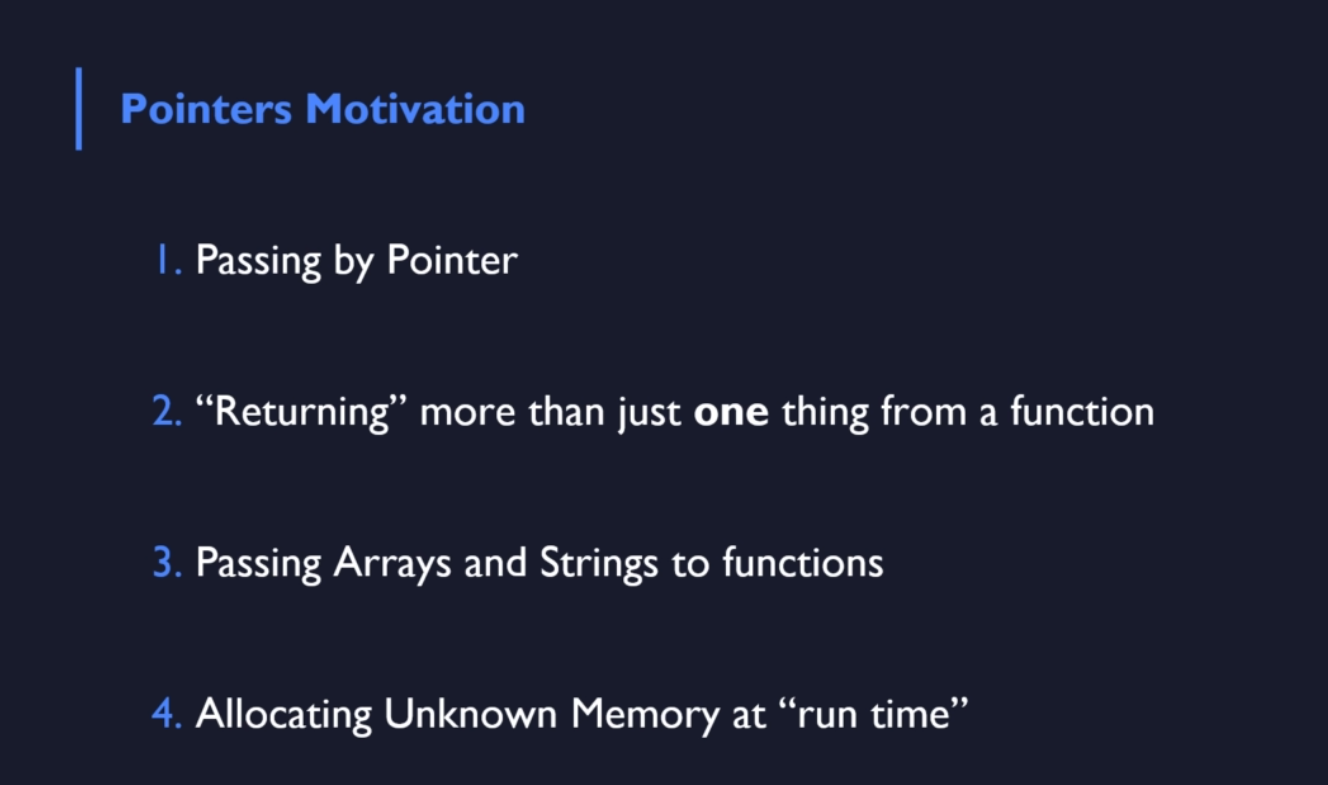 Pointers Motivation
1. Passing by Pointer
2. “Returning” more than just one thing from a function
3. Passing Arrays and Strings to functions
4. Allocating Unknown Memory at “run time”